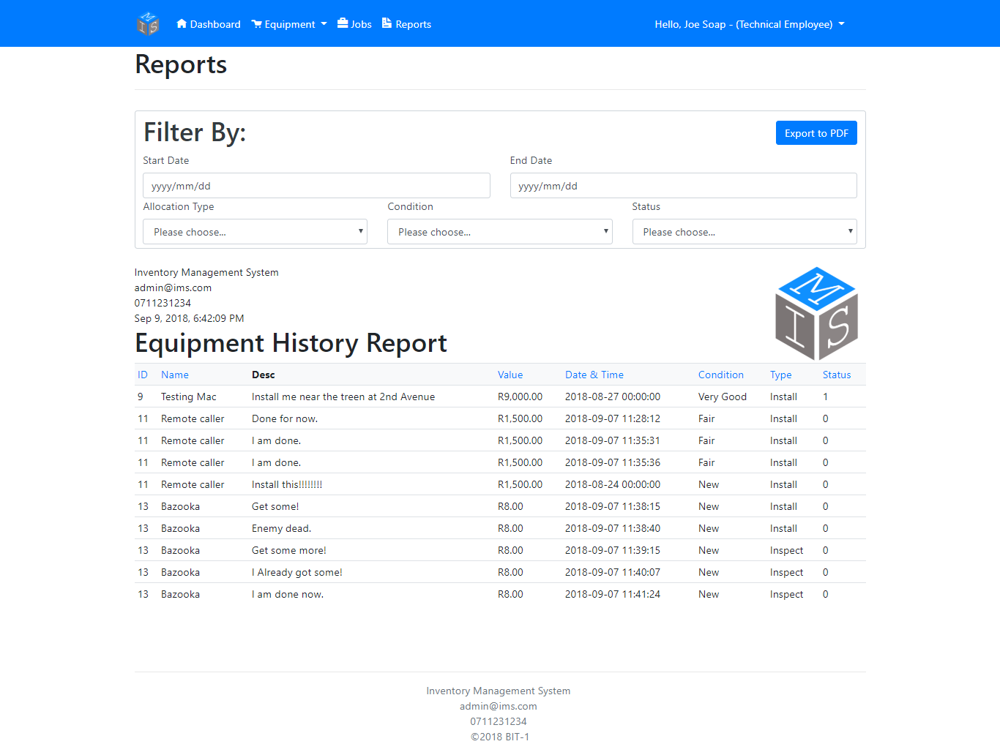 M I S Dashboard Equipment Jobs Reports Hello, Joe Soap - (Technical Employee)
Reports
Filter By: Export to PDF
Start Date End Date
yyyy/mm/dd yyyy/mm/dd
Allocation Type Condition Status
Please choose... Please choose... Please choose...
Inventory Management System
admin@ims.com
0711231234
Sep 9, 2018, 6:42:09 PM
M
I S
Equipment History Report
ID Name Desc Value Date & Time Condition Type Status
9 Testing Mac Install me near the treen at 2nd Avenue R9,000.00 2018-08-27 00:00:00 Very Good Install 1
11 Remote caller Done for now. R1,500.00 2018-09-07 11:28:12 Fair Install 0
11 Remote caller I am done. R1,500.00 2018-09-07 11:35:31 Fair Install 0
11 Remote caller I am done. R1,500.00 2018-09-07 11:35:36 Fair Install 0
11 Remote caller Install this!!!!!!!! R1,500.00 2018-08-24 00:00:00 New Install 0
13 Bazooka Get some! R8.00 2018-09-07 11:38:15 New Install 0
13 Bazooka Enemy dead. R8.00 2018-09-07 11:38:40 New Install 0
13 Bazooka Get some more! R8.00 2018-09-07 11:39:15 New Inspect 0
13 Bazooka I Already got some! R8.00 2018-09-07 11:40:07 New Inspect 0
13 Bazooka I am done now. R8.00 2018-09-07 11:41:24 New Inspect 0
Inventory Management System
admin@ims.com
0711231234
©2018 BIT-1